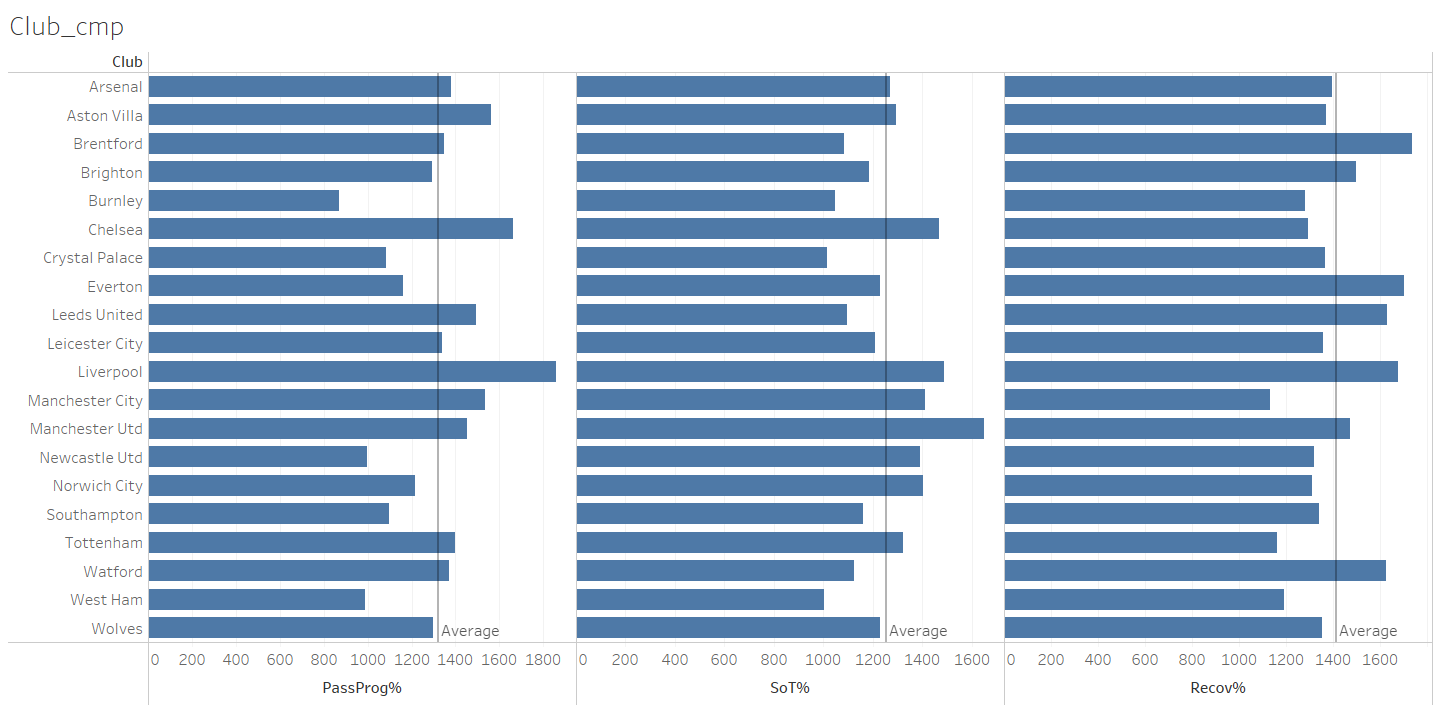 Club_cmp
Club
Arsenal
Aston Villa
Brentford
Brighton
Burnley
Chelsea
Crystal Palace
Everton
Leeds United
Leicester City
Liverpool
Manchester City
Manchester Utd
Newcastle Utd
Norwich City
Southampton
Tottenham
Watford
West Ham
Wolves
Average Average Average
0 200 400 600 800 1000 1200 1400 1600 1800 0 200 400 600 800 1000 1200 1400 1600 0 200 400 600 800 1000 1200 1400 1600
PassProg% SoT% Recov%